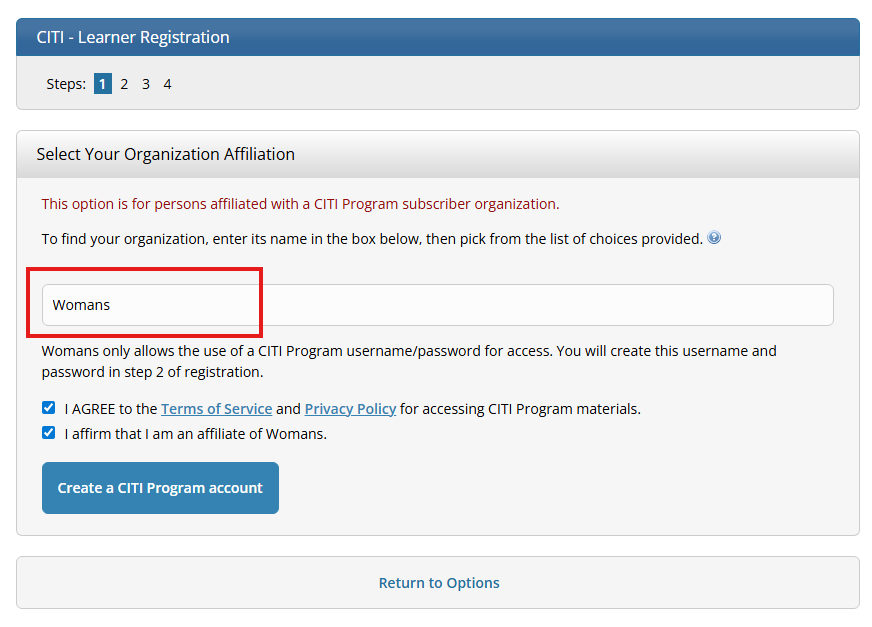 CITI - Learner Registration
Steps: 1 2 3 4
Select Your Organization Affiliation
This option is for persons affiliated with a CITI Program subscriber organization.
To find your organization, enter its name in the box below, then pick from the list of choices provided. ?
Womans
Womans only allows the use of a CITI Program username/password for access. You will create this username and
password in step 2 of registration.
I AGREE to the Terms of Service and Privacy Policy for accessing CITI Program materials.
I affirm that I am an affiliate of Womans.
Create a CITI Program account
Return to Options